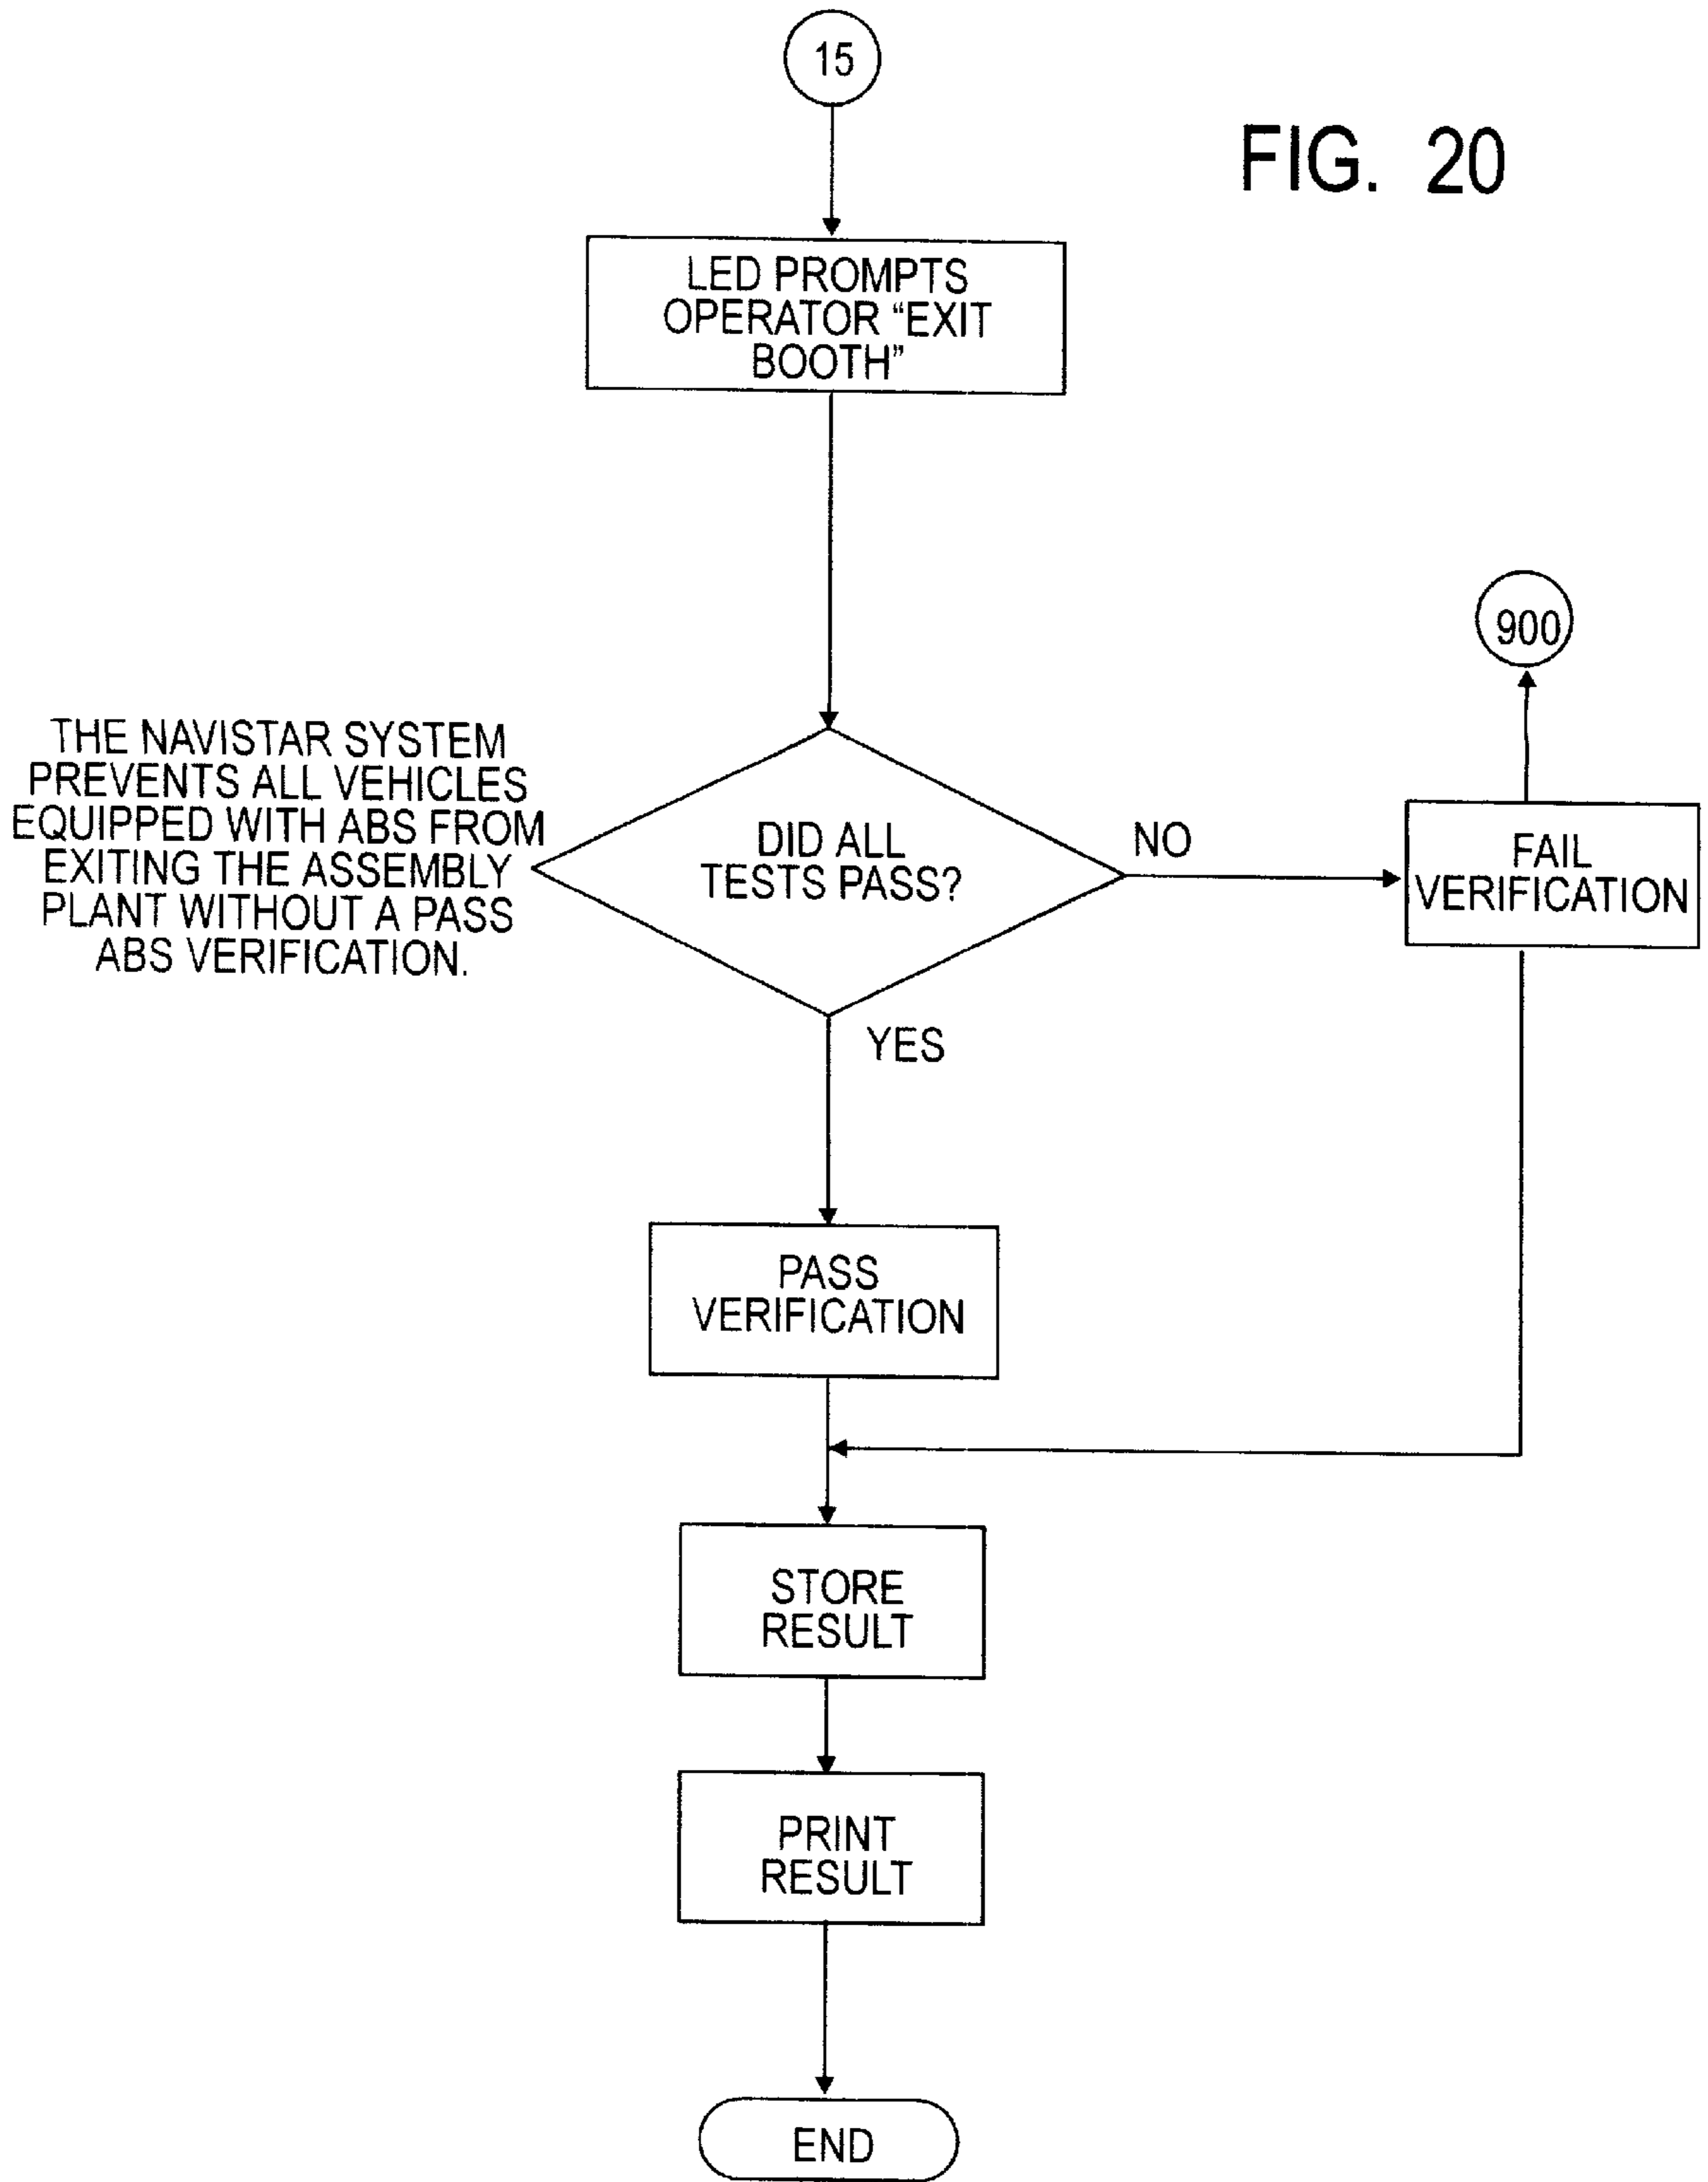 15
FIG. 20
LED PROMPTS
OPERATOR “EXIT
BOOTH”
900
THE NAVISTAR SYSTEM
PREVENTS ALL VEHICLES
EQUIPPED WITH ABS FROM
EXITING THE ASSEMBLY
PLANT WITHOUT A PASS
ABS VERIFICATION.
DID ALL
TESTS PASS?
NO
FAIL
VERIFICATION
YES
PASS
VERIFICATION
STORE
RESULT
PRINT
RESULT
END